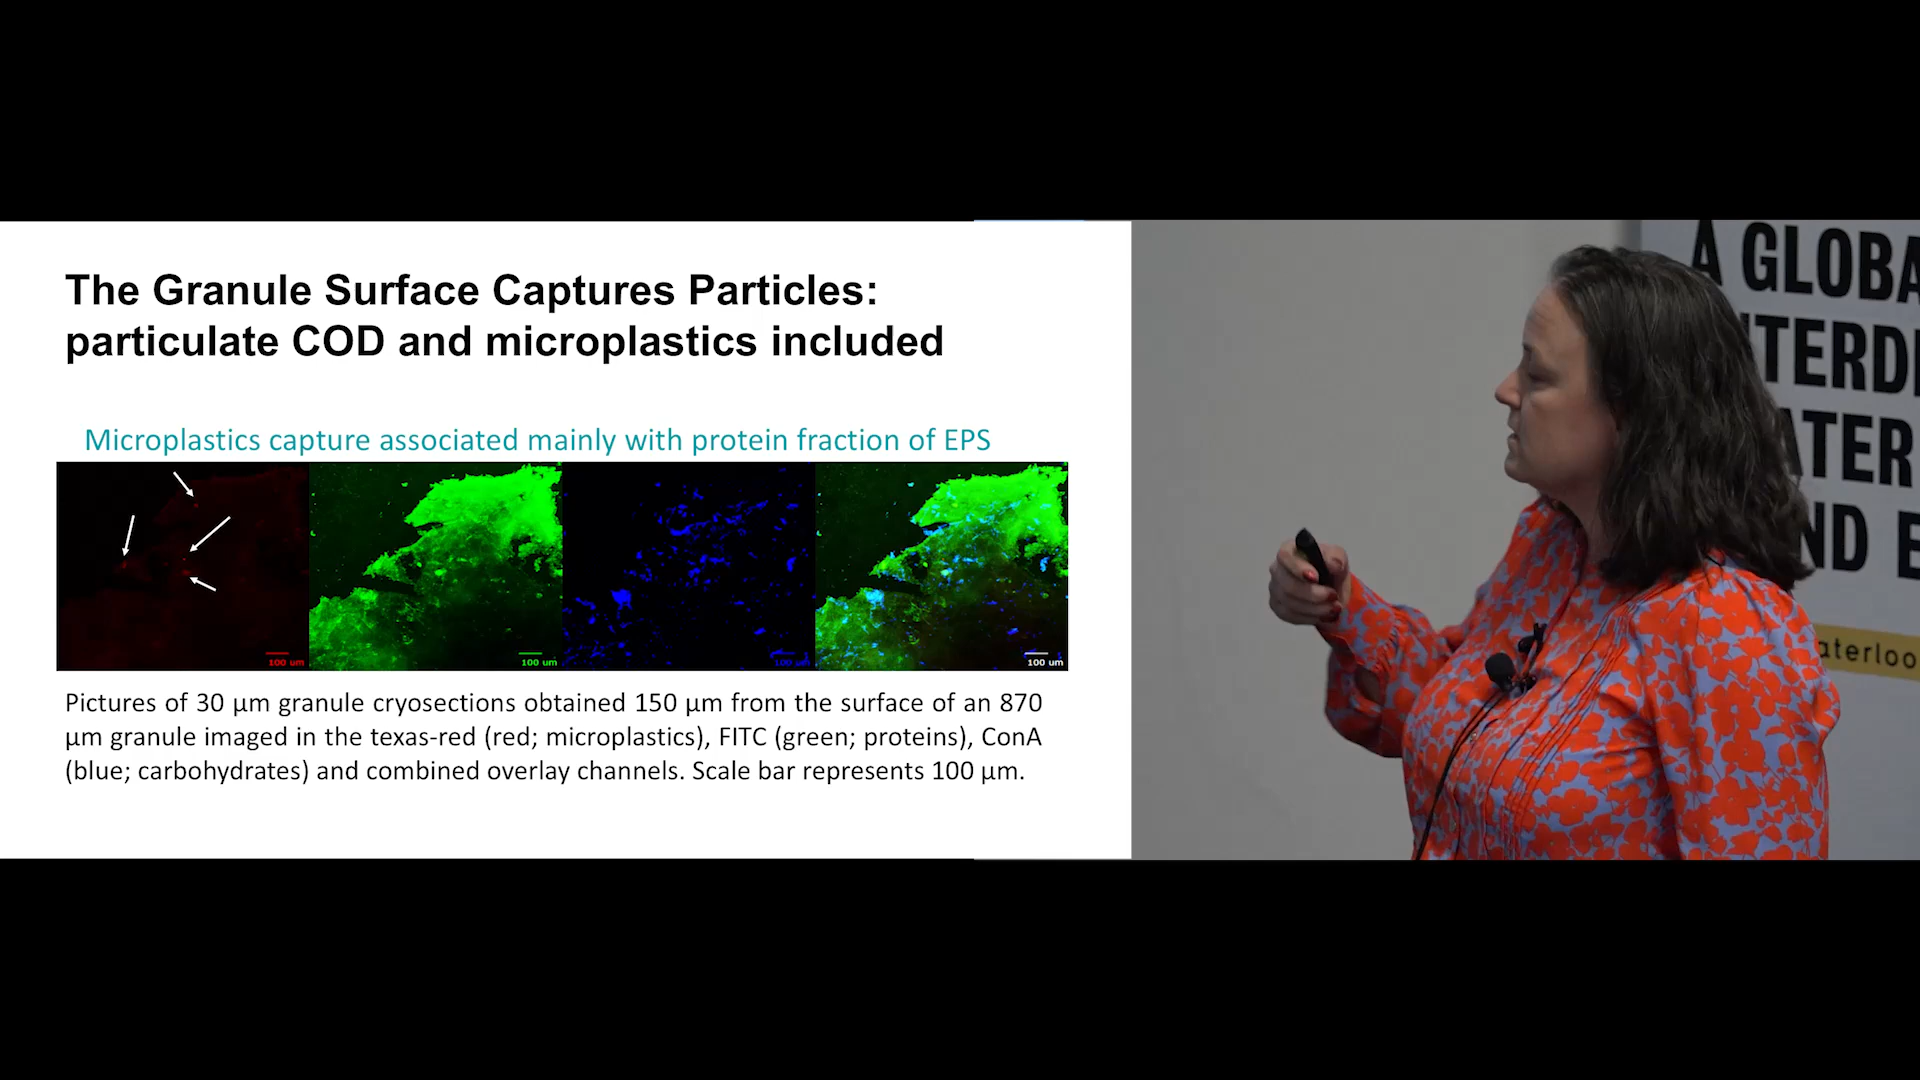 The Granule Surface Captures Particles:
particulate COD and microplastics included
Microplastics capture associated mainly with protein fraction of EPS
100 um
100 um
100 um
100 um
Pictures of 30 µm granule cryosections obtained 150 µm from the surface of an 870
µm granule imaged in the texas-red (red; microplastics), FITC (green; proteins), ConA
(blue; carbohydrates) and combined overlay channels. Scale bar represents 100 µm.
A GLOBA
NTERDI
ATER
ND E
aterloo